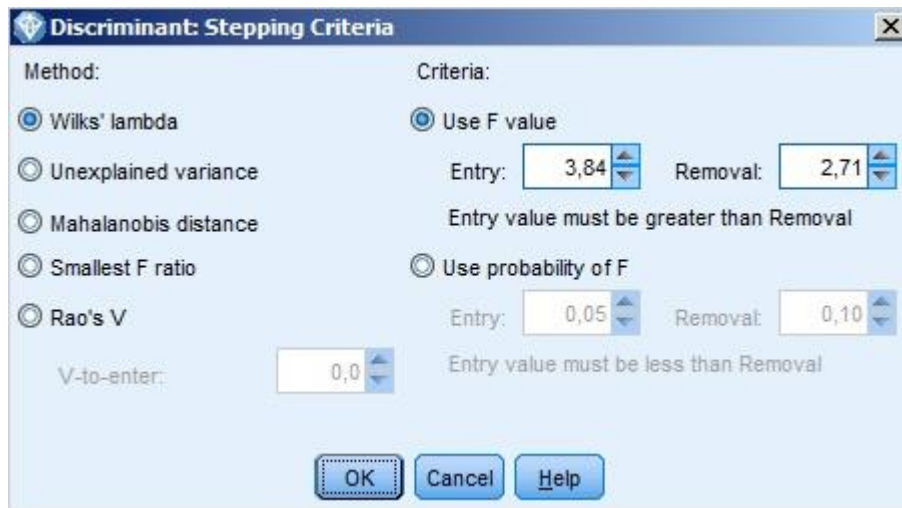 Discriminant: Stepping Criteria
Method:
Wilks' lambda
Unexplained variance
Mahalanobis distance
Smallest F ratio
Rao's V
V-to-enter: 0,0
Criteria:
Use F value
Entry: 3,84 Removal: 2,71
Entry value must be greater than Removal
Use probability of F
Entry: 0,05 Removal: 0,10
Entry value must be less than Removal
OK Cancel Help